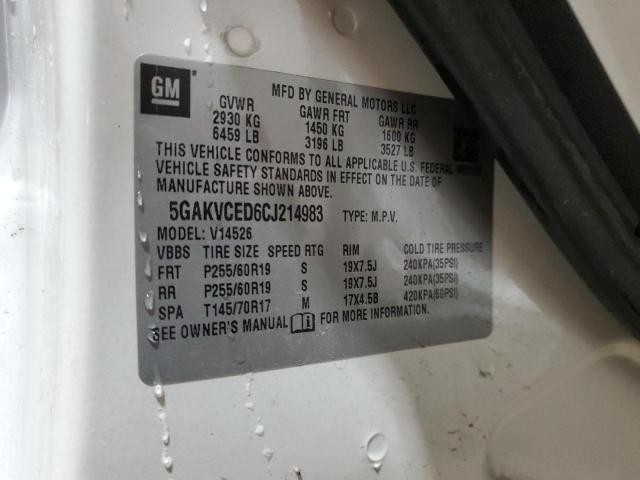 GM
MFD BY GENERAL MOTORS LLC
GVWR GAWR FRT GAWR RR
2930 KG 1450 KG 1600 KG
6459 LB 3196 LB 3527 LB
THIS VEHICLE CONFORMS TO ALL APPLICABLE U.S. FEDERAL MOTOR
VEHICLE SAFETY STANDARDS IN EFFECT ON THE DATE OF
MANUFACTURE SHOWN ABOVE.
5GAKVCED6CJ214983 TYPE: M.P.V.
MODEL: V14526
VBBS TIRE SIZE SPEED RTG RIM COLD TIRE PRESSURE
FRT P255/60R19 S 19X7.5J 240KPA(35PSI)
RR P255/60R19 S 19X7.5J 240KPA(35PSI)
SPA T145/70R17 M 17X4.5B 420KPA(60PSI)
SEE OWNER'S MANUAL FOR MORE INFORMATION.